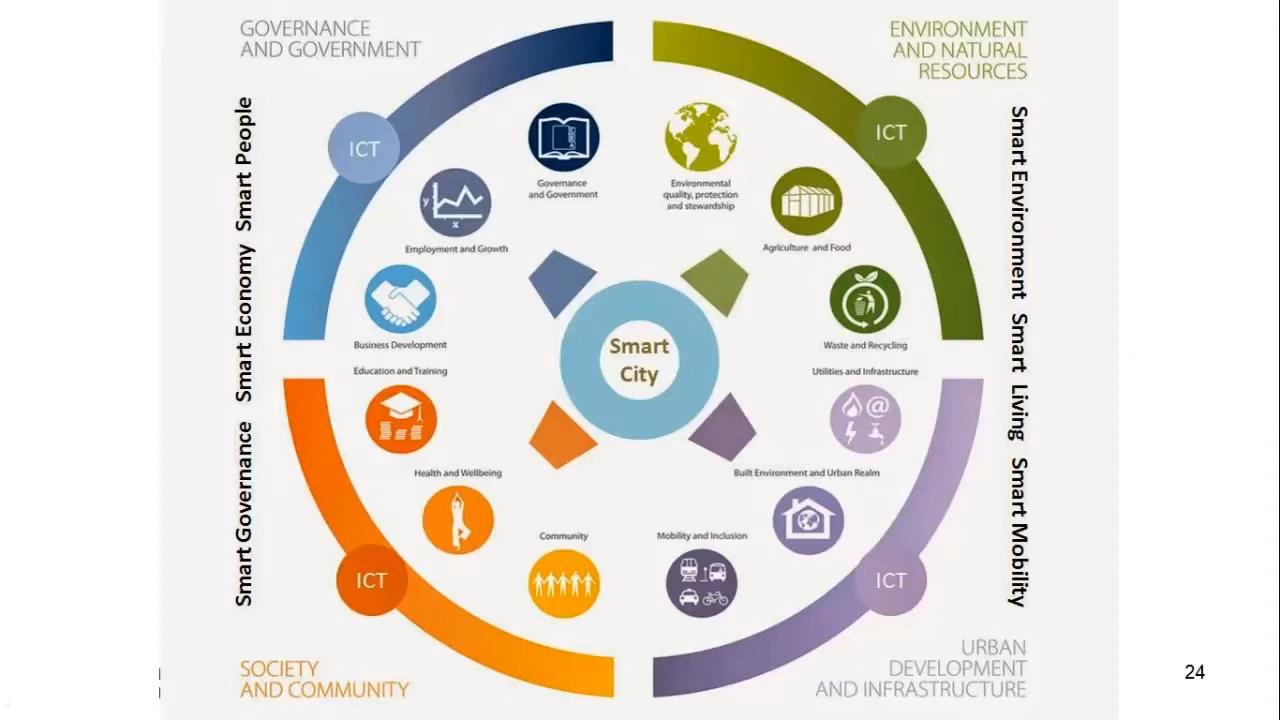 GOVERNANCE
AND GOVERNMENT
ENVIRONMENT
AND NATURAL
RESOURCES
Smart Governance Smart Economy Smart People
Smart Environment Smart Living Smart Mobility
ICT
ICT
Governance
and Government
Environmental
quality, protection
and stewardship
y
x
Employment and Growth
Agriculture and Food
Business Development
Waste and Recycling
Smart
City
Education and Training
Utilities and Infrastructure
@
Health and Wellbeing
Built Environment and Urban Realm
Community
Mobility and Inclusion
ICT
ICT
SOCIETY
AND COMMUNITY
URBAN
DEVELOPMENT
AND INFRASTRUCTURE
24